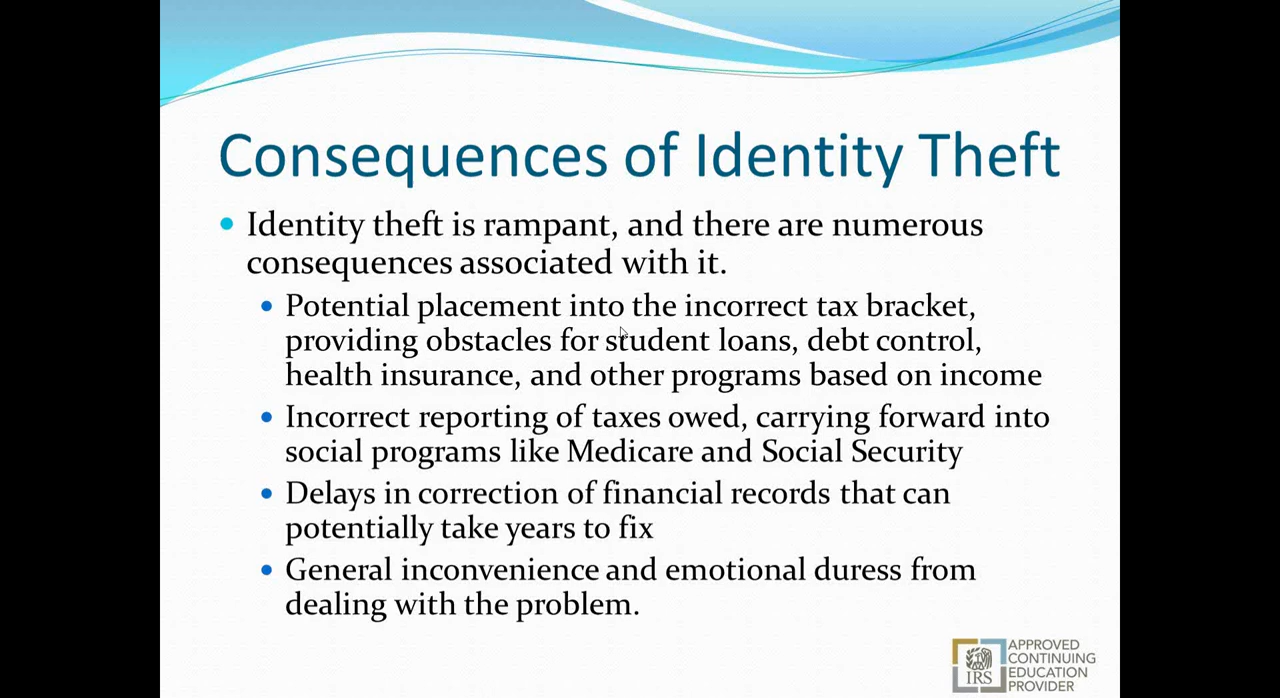 Consequences of Identity Theft
Identity theft is rampant, and there are numerous
consequences associated with it.
Potential placement into the incorrect tax bracket,
providing obstacles for student loans, debt control,
health insurance, and other programs based on income
Incorrect reporting of taxes owed, carrying forward into
social programs like Medicare and Social Security
Delays in correction of financial records that can
potentially take years to fix
General inconvenience and emotional duress from
dealing with the problem.
IRS
APPROVED
CONTINUING
EDUCATION
PROVIDER